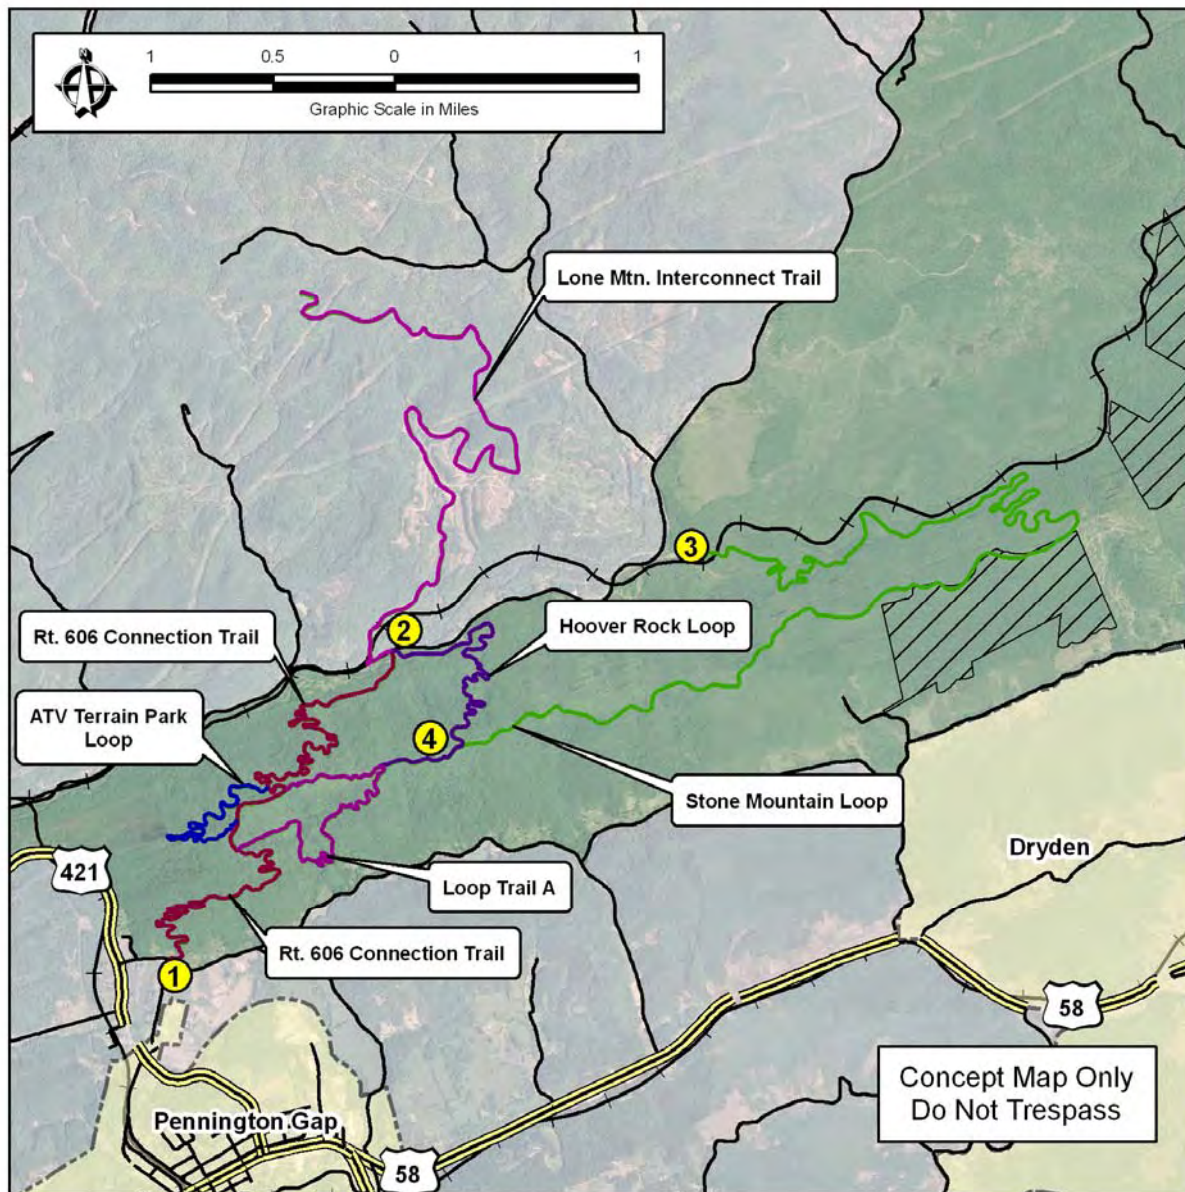 N
1 0.5 0 1
Graphic Scale in Miles
Lone Mtn. Interconnect Trail
3
2
Rt. 606 Connection Trail
Hoover Rock Loop
ATV Terrain Park
Loop
4
Stone Mountain Loop
421
Dryden
Loop Trail A
Rt. 606 Connection Trail
1
58
Concept Map Only
Do Not Trespass
Pennington Gap
58